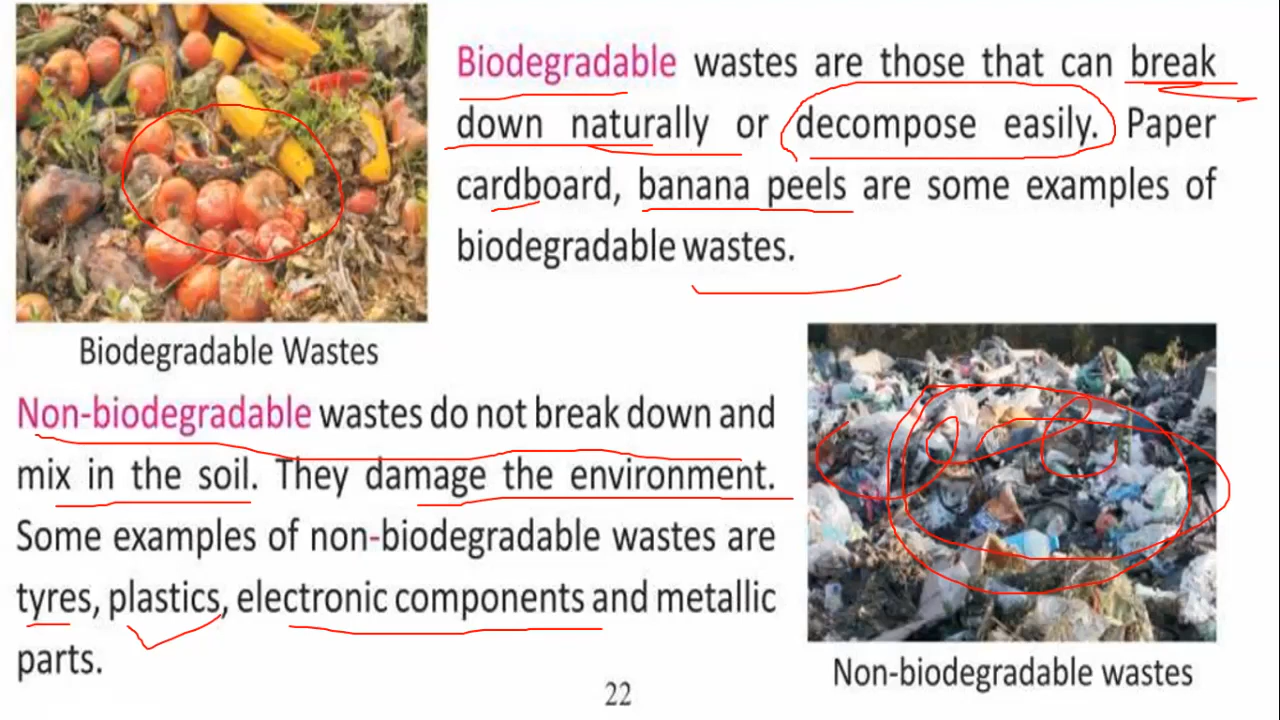 Biodegradable wastes are those that can break
down naturally or decompose easily. Paper
cardboard, banana peels are some examples of
biodegradable wastes.
Biodegradable Wastes
Non-biodegradable wastes do not break down and
mix in the soil. They damage the environment.
Some examples of non-biodegradable wastes are
tyres, plastics, electronic components and metallic
parts.
Non-biodegradable wastes
22